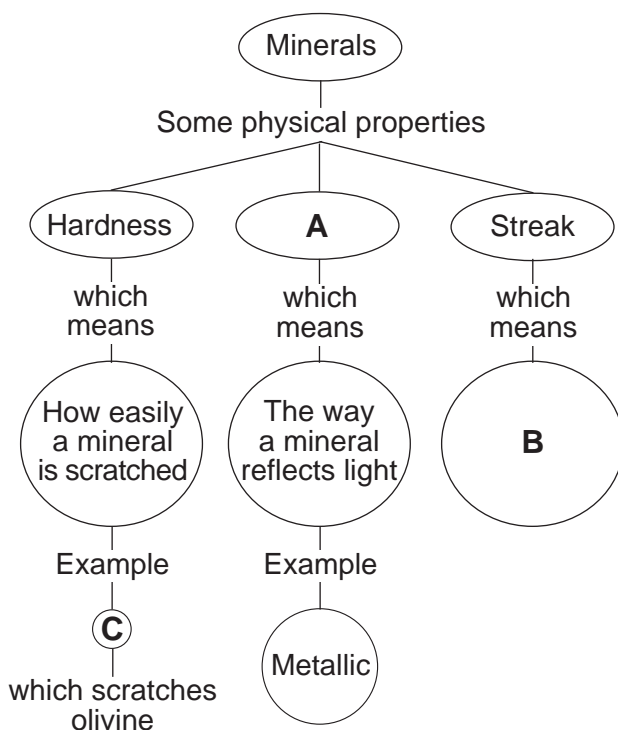 Minerals
Some physical properties
Hardness
A
Streak
which
means
which
means
which
means
How easily
a mineral
is scratched
The way
a mineral
reflects light
B
Example
Example
C
Metallic
which scratches
olivine